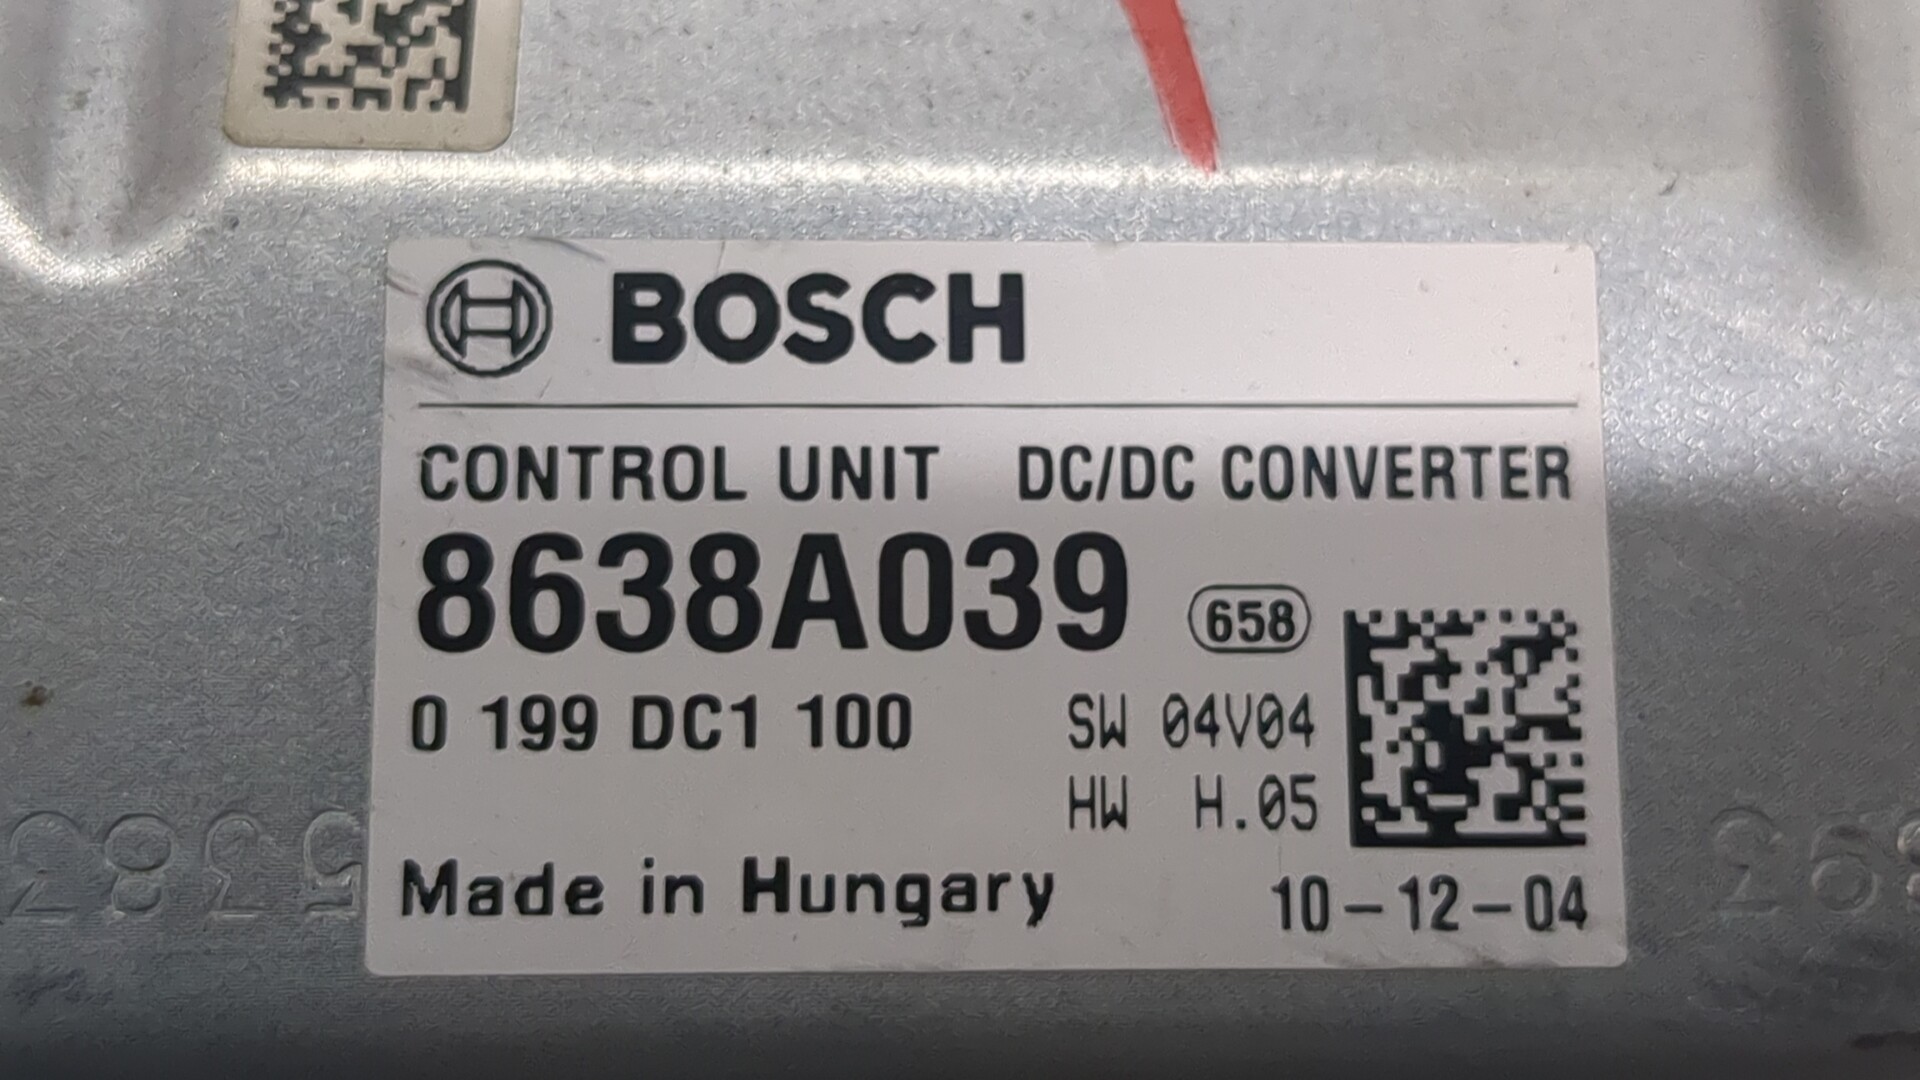 BOSCH
CONTROL UNIT DC/DC CONVERTER
8638A039 658
0 199 DC1 100 SW 04V04
HW H.05
Made in Hungary 10-12-04